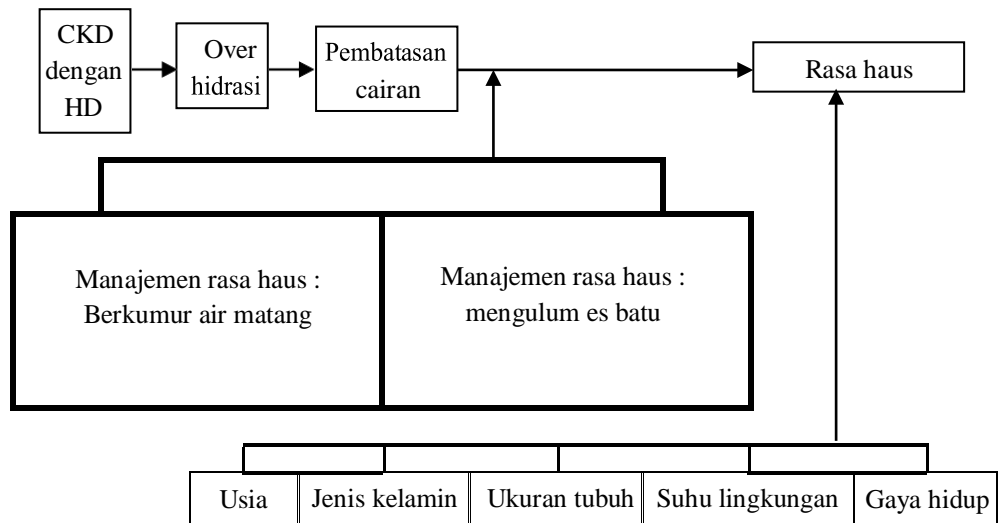 CKD
dengan
HD
Over
hidrasi
Pembatasan
cairan
Rasa haus
Manajemen rasa haus :
Berkumur air matang
Manajemen rasa haus :
mengulum es batu
Usia
Jenis kelamin
Ukuran tubuh
Suhu lingkungan
Gaya hidup